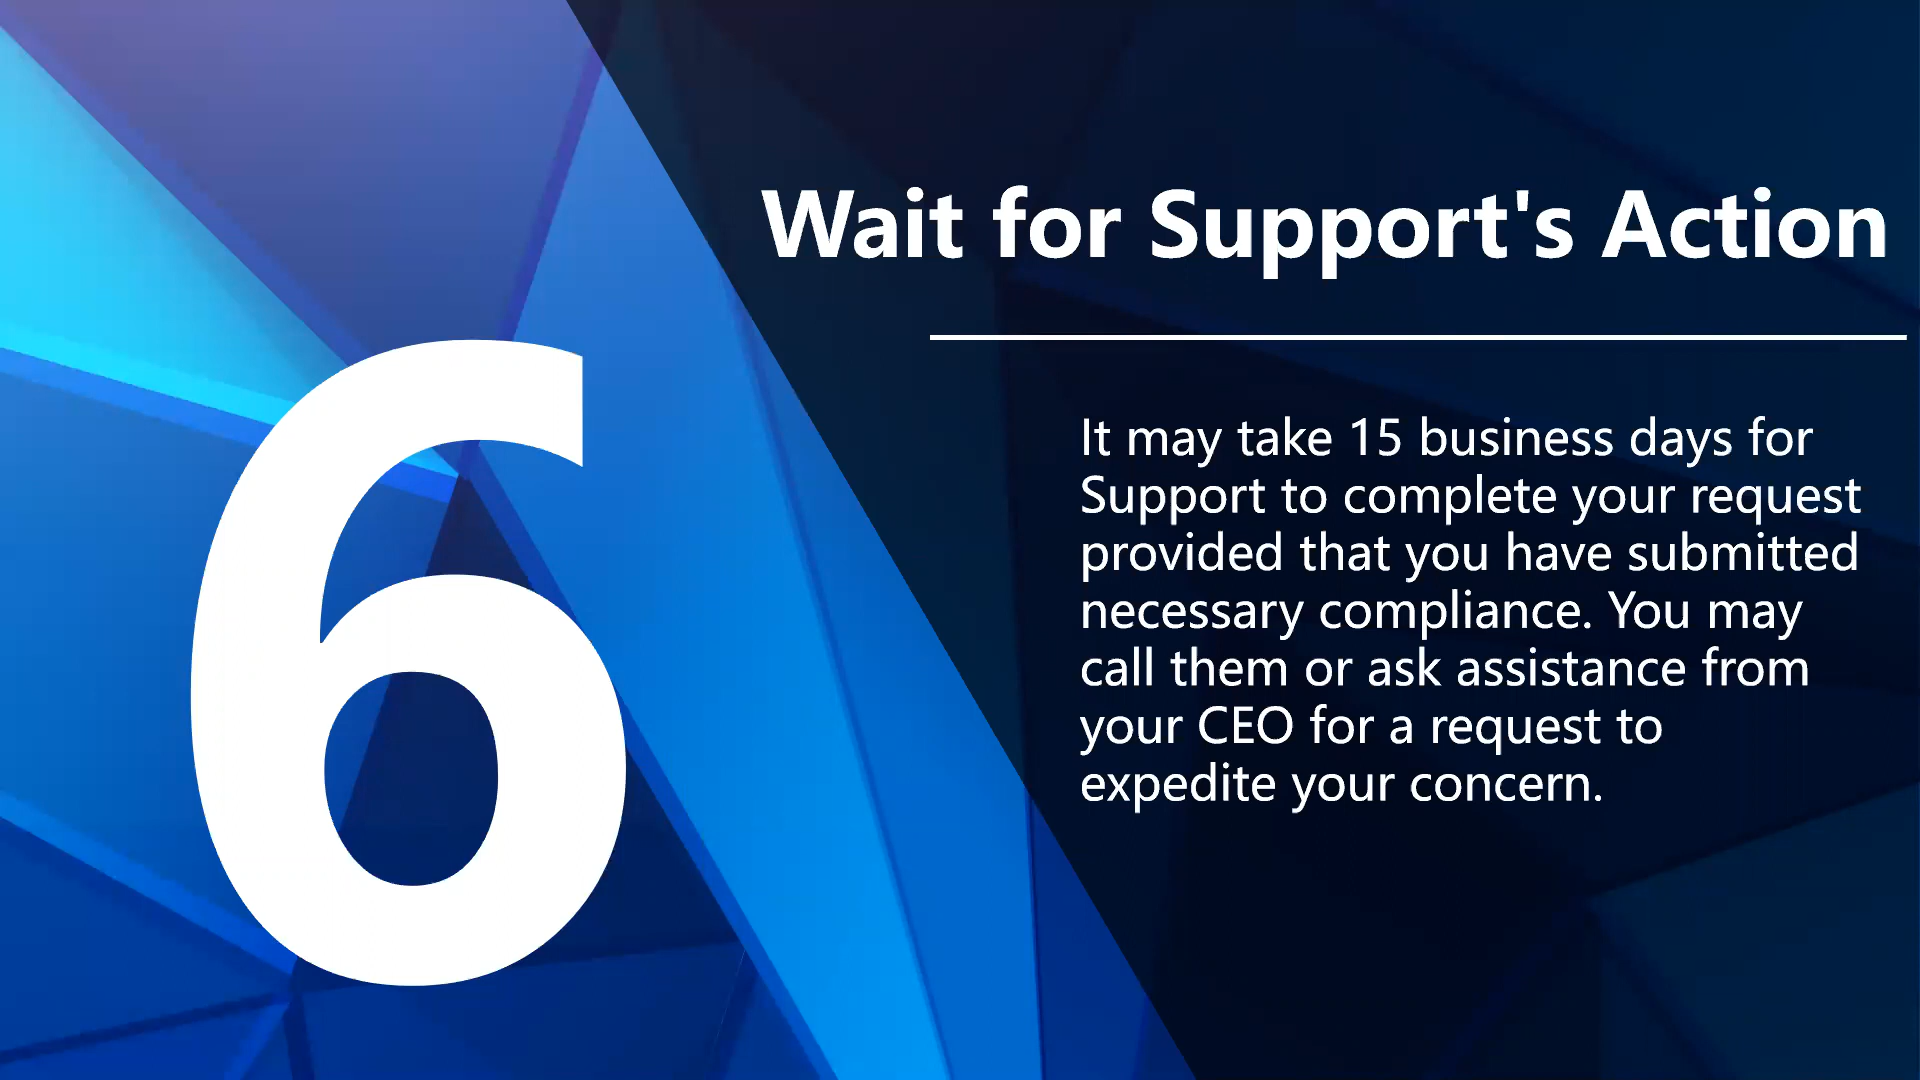 Wait for Support's Action
6
It may take 15 business days for
Support to complete your request
provided that you have submitted
necessary compliance. You may
call them or ask assistance from
your CEO for a request to
expedite your concern.